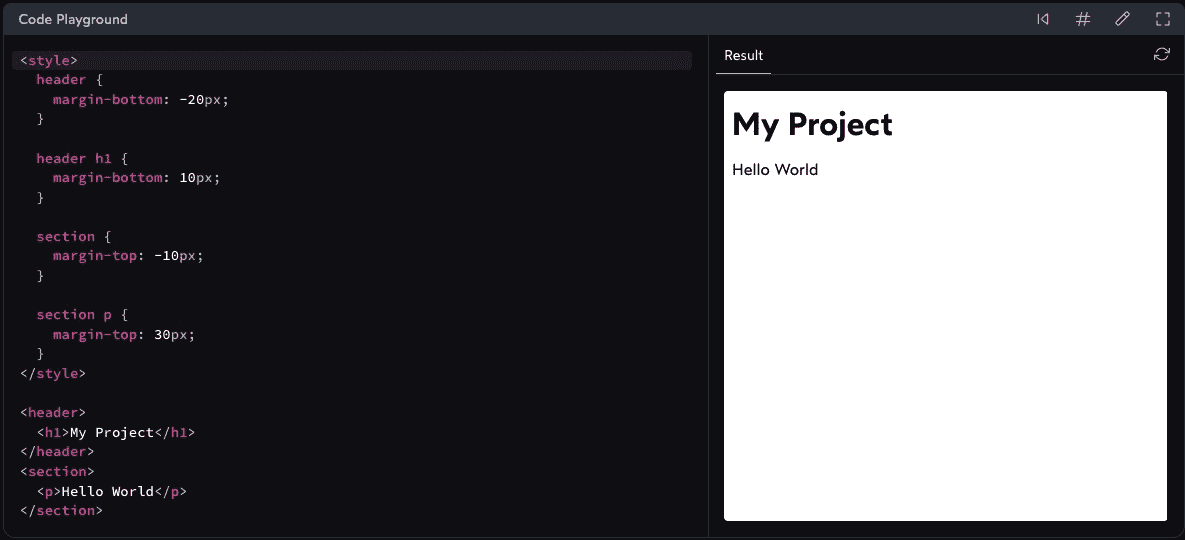 Code Playground
<style>
header {
margin-bottom: -20px;
}
header h1 {
margin-bottom: 10px;
}
section {
margin-top: -10px;
}
section p {
margin-top: 30px;
}
</style>
<header>
<h1>My Project</h1>
</header>
<section>
<p>Hello World</p>
</section>
Result
My Project
Hello World